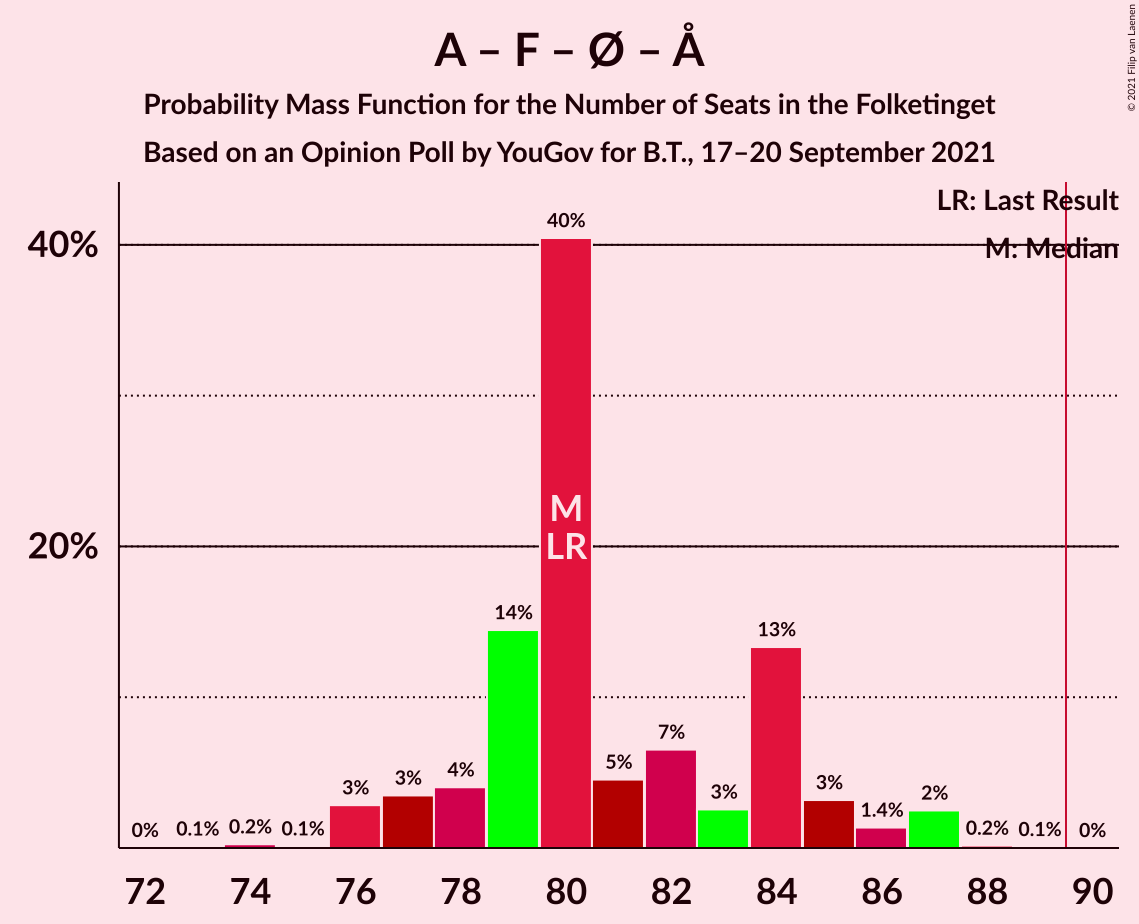 A – F – Ø – Å
Probability Mass Function for the Number of Seats in the Folketinget
Based on an Opinion Poll by YouGov for B.T., 17–20 September 2021
© 2021 Filip van Laenen
LR: Last Result
M: Median
40%
20%
0%
0.1%
0.2%
0.1%
3%
3%
4%
14%
40%
5%
7%
3%
13%
3%
1.4%
2%
0.2%
0.1%
0%
M
LR
72 74 76 78 80 82 84 86 88 90